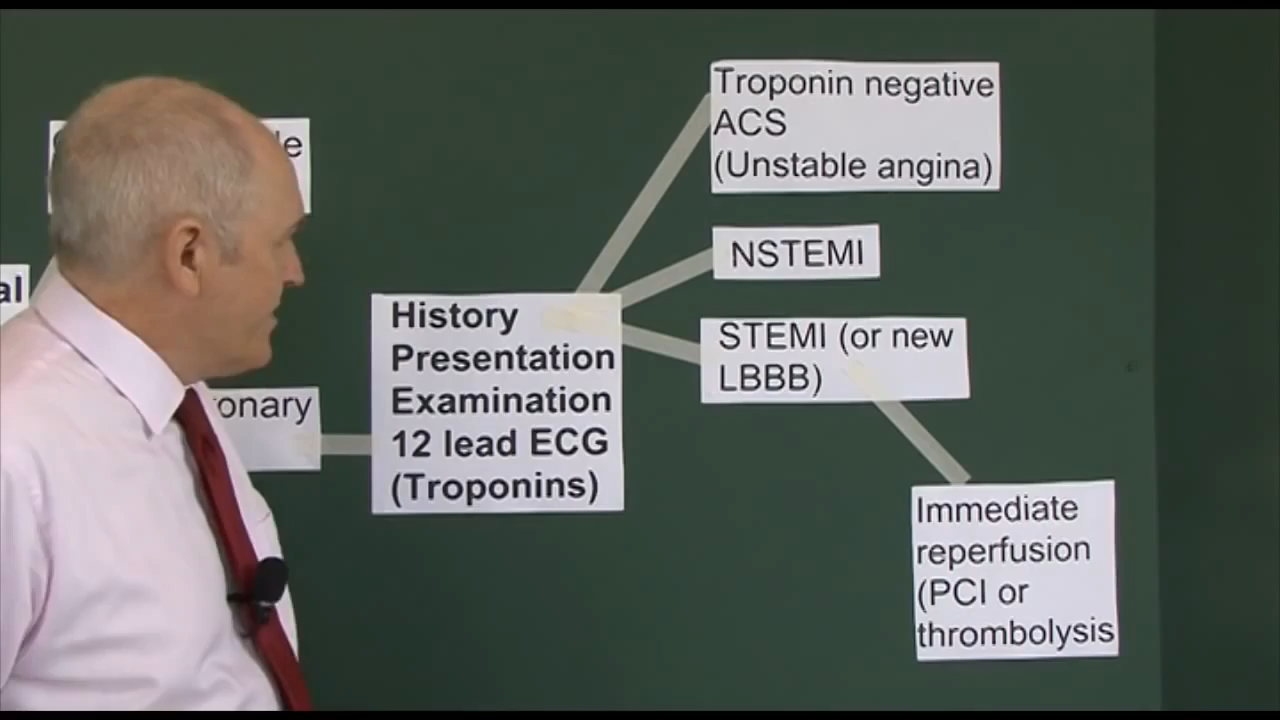 History
Presentation
Examination
12 lead ECG
(Troponins)
Troponin negative
ACS
(Unstable angina)
NSTEMI
STEMI (or new
LBBB)
Immediate
reperfusion
(PCI or
thrombolysis